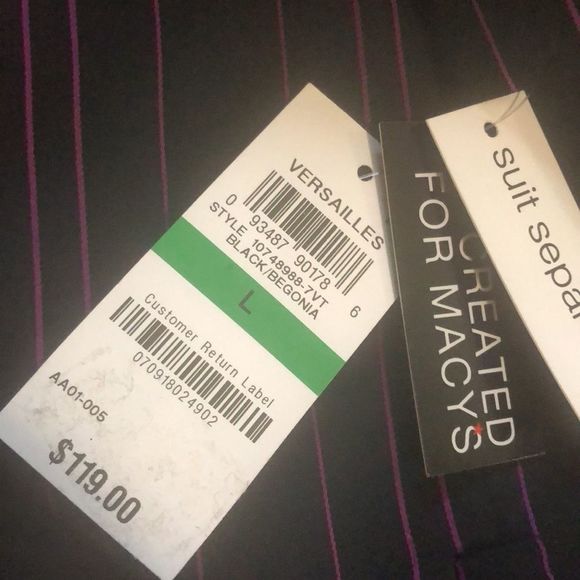 VERSAILLES
0 93487 90178 6
STYLE 10748988-7VT
BLACK/BEGONIA
L
Customer Return Label
070918024902
AA01-005
$119.00
CREATED
FOR MACY'S
suit separ